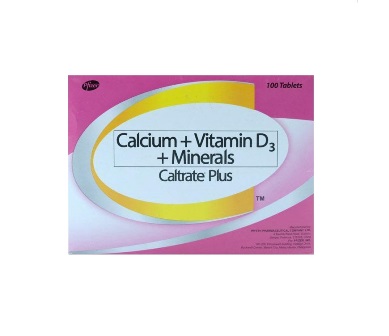 Pfizer
100 Tablets
Calcium + Vitamin D3
+ Minerals
Caltrate Plus
TM